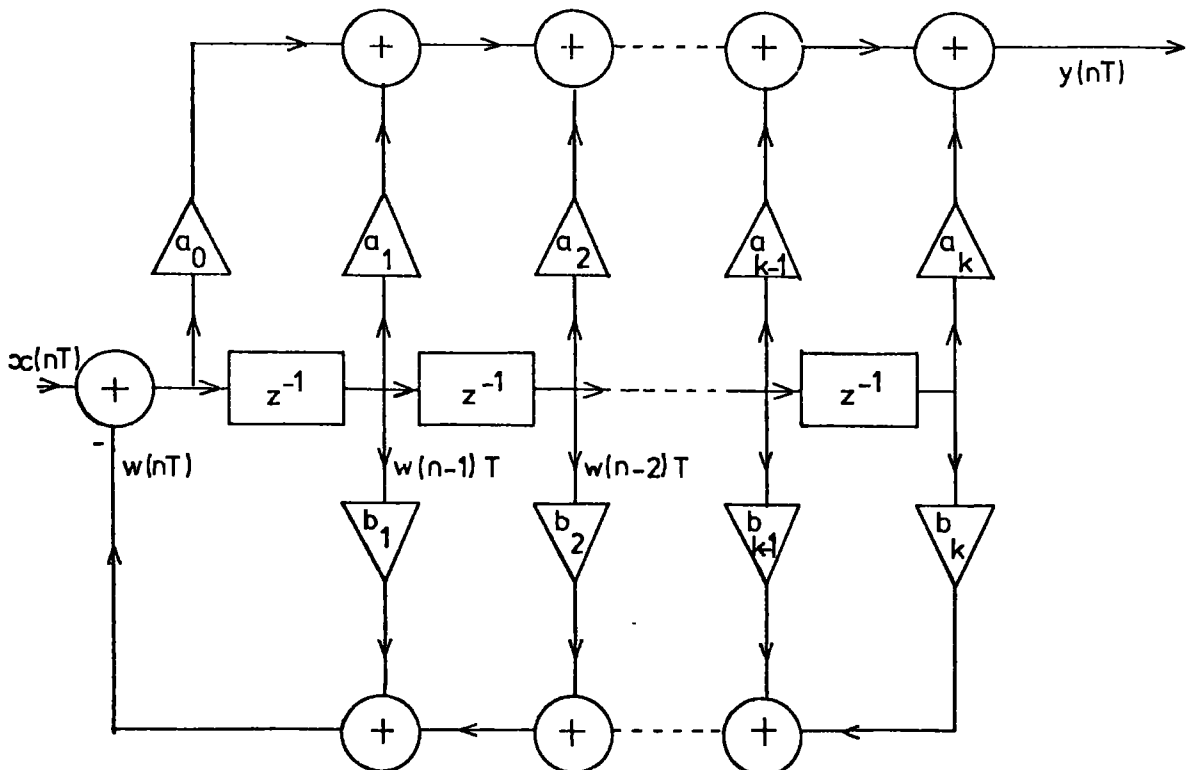 + + + +
y(nT)
a0 a1 a2 ak-1 ak
x(nT)
+ z-1 z-1 z-1
-
w(nT) w(n-1)T w(n-2)T
b1 b2 bk-1 bk
+ + +